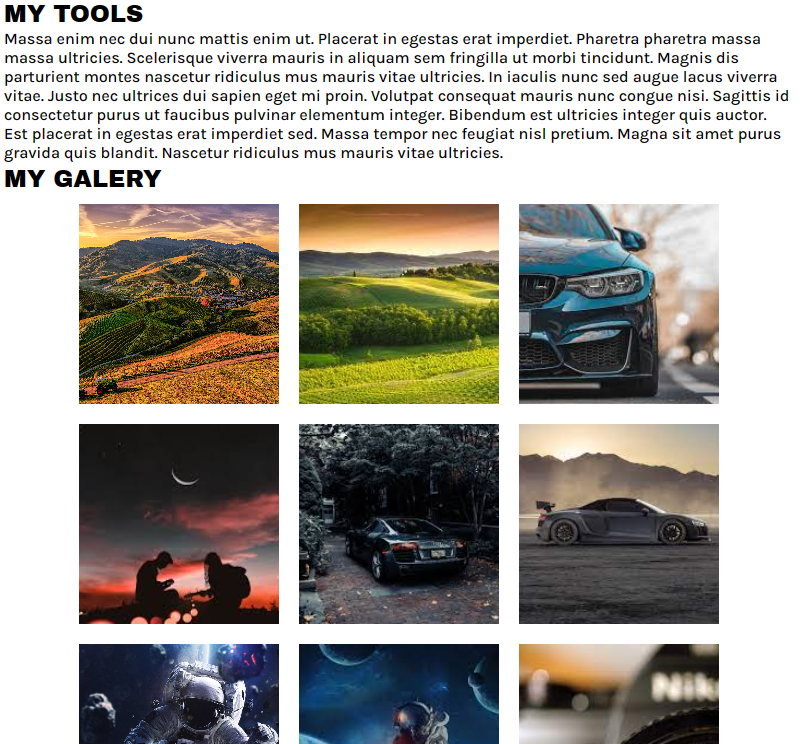 MY TOOLS
Massa enim nec dui nunc mattis enim ut. Placerat in egestas erat imperdiet. Pharetra pharetra massa
massa ultricies. Scelerisque viverra mauris in aliquam sem fringilla ut morbi tincidunt. Magnis dis
parturient montes nascetur ridiculus mus mauris vitae ultricies. In iaculis nunc sed augue lacus viverra
vitae. Justo nec ultrices dui sapien eget mi proin. Volutpat consequat mauris nunc congue nisi. Sagittis id
consectetur purus ut faucibus pulvinar elementum integer. Bibendum est ultricies integer quis auctor.
Est placerat in egestas erat imperdiet sed. Massa tempor nec feugiat nisl pretium. Magna sit amet purus
gravida quis blandit. Nascetur ridiculus mus mauris vitae ultricies.
MY GALERY